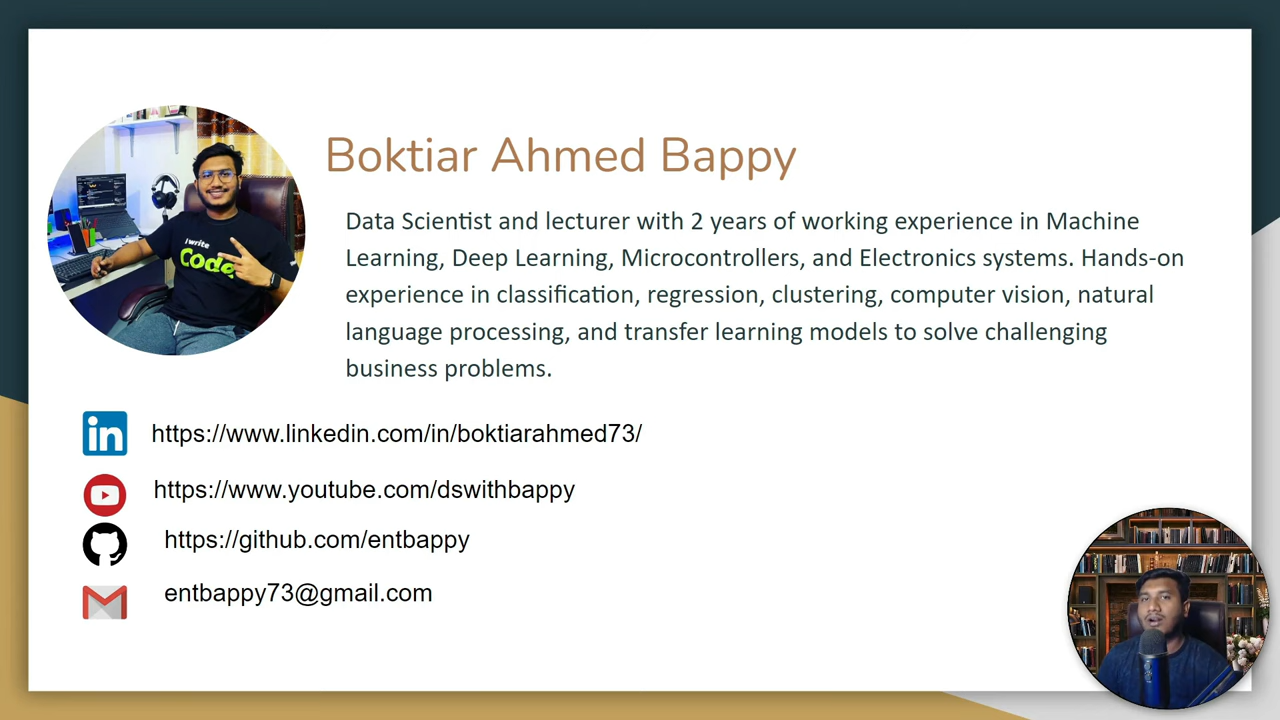 Boktiar Ahmed Bappy
Data Scientist and lecturer with 2 years of working experience in Machine
Learning, Deep Learning, Microcontrollers, and Electronics systems. Hands-on
experience in classification, regression, clustering, computer vision, natural
language processing, and transfer learning models to solve challenging
business problems.
I write
Code
in https://www.linkedin.com/in/boktiarahmed73/
https://www.youtube.com/dswithbappy
https://github.com/entbappy
entbappy73@gmail.com